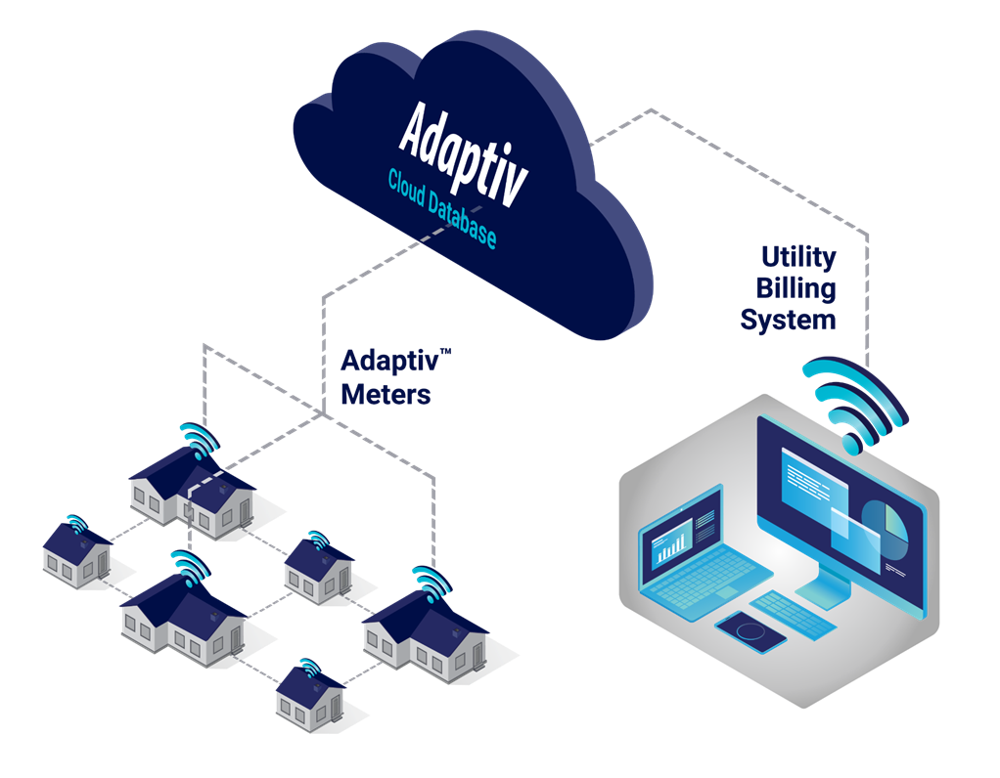 Adaptiv
Cloud Database
Utility
Billing
System
Adaptiv™
Meters